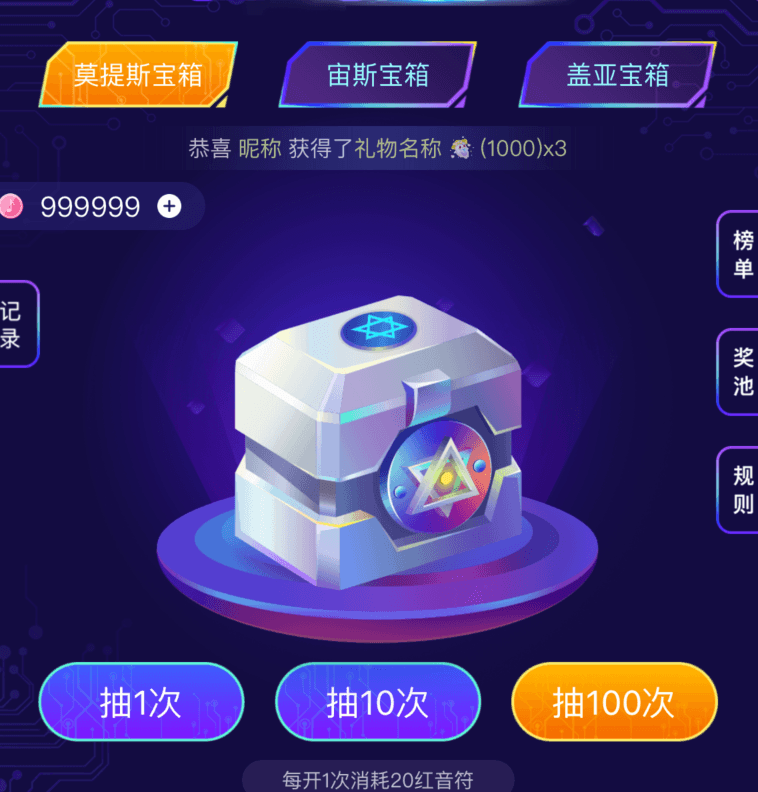 莫提斯宝箱
宙斯宝箱
盖亚宝箱
恭喜 昵称 获得了礼物名称 (1000)x3
999999
榜单
记录
奖池
规则
抽1次
抽10次
抽100次
每开1次消耗20红音符